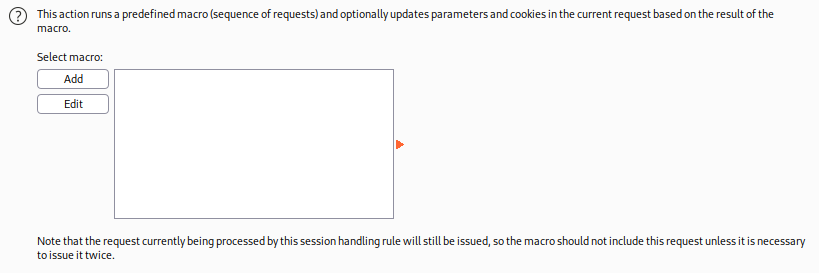 This action runs a predefined macro (sequence of requests) and optionally updates parameters and cookies in the current request based on the result of the
macro.
Select macro:
Add
Edit
Note that the request currently being processed by this session handling rule will still be issued, so the macro should not include this request unless it is necessary
to issue it twice.